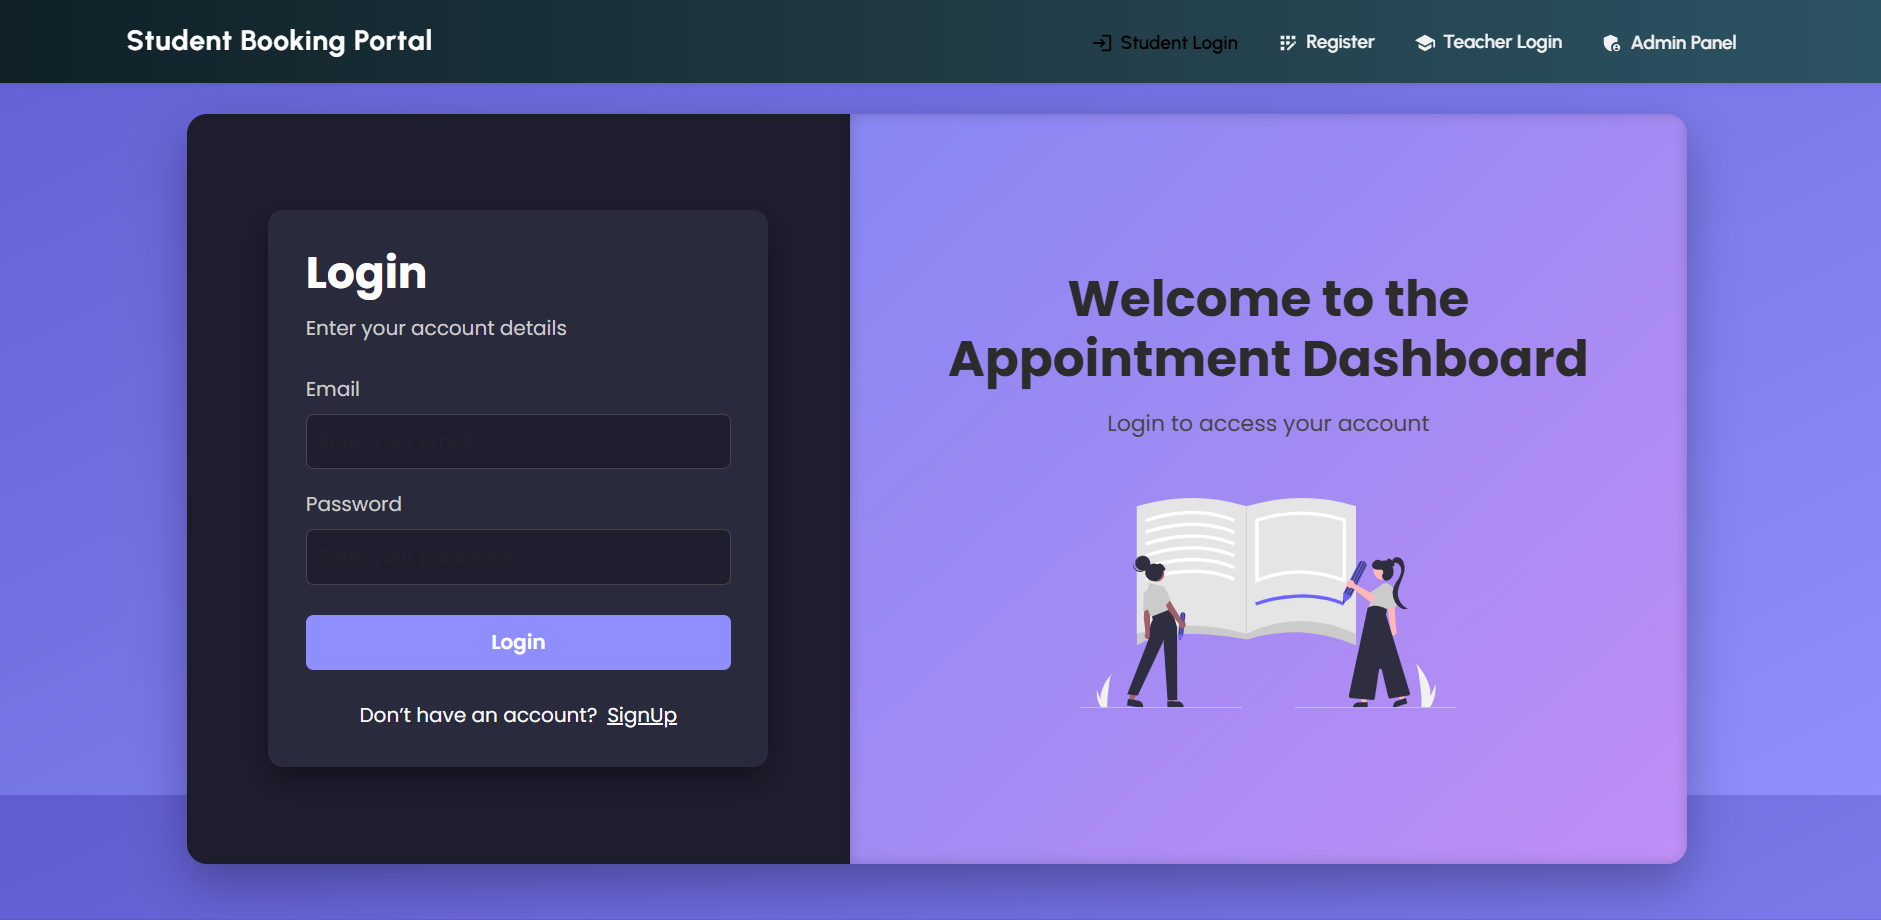 Student Booking Portal
Student Login
Register
Teacher Login
Admin Panel
Login
Enter your account details
Email
Enter your email
Password
Enter your password
Login
Don't have an account? SignUp
Welcome to the
Appointment Dashboard
Login to access your account